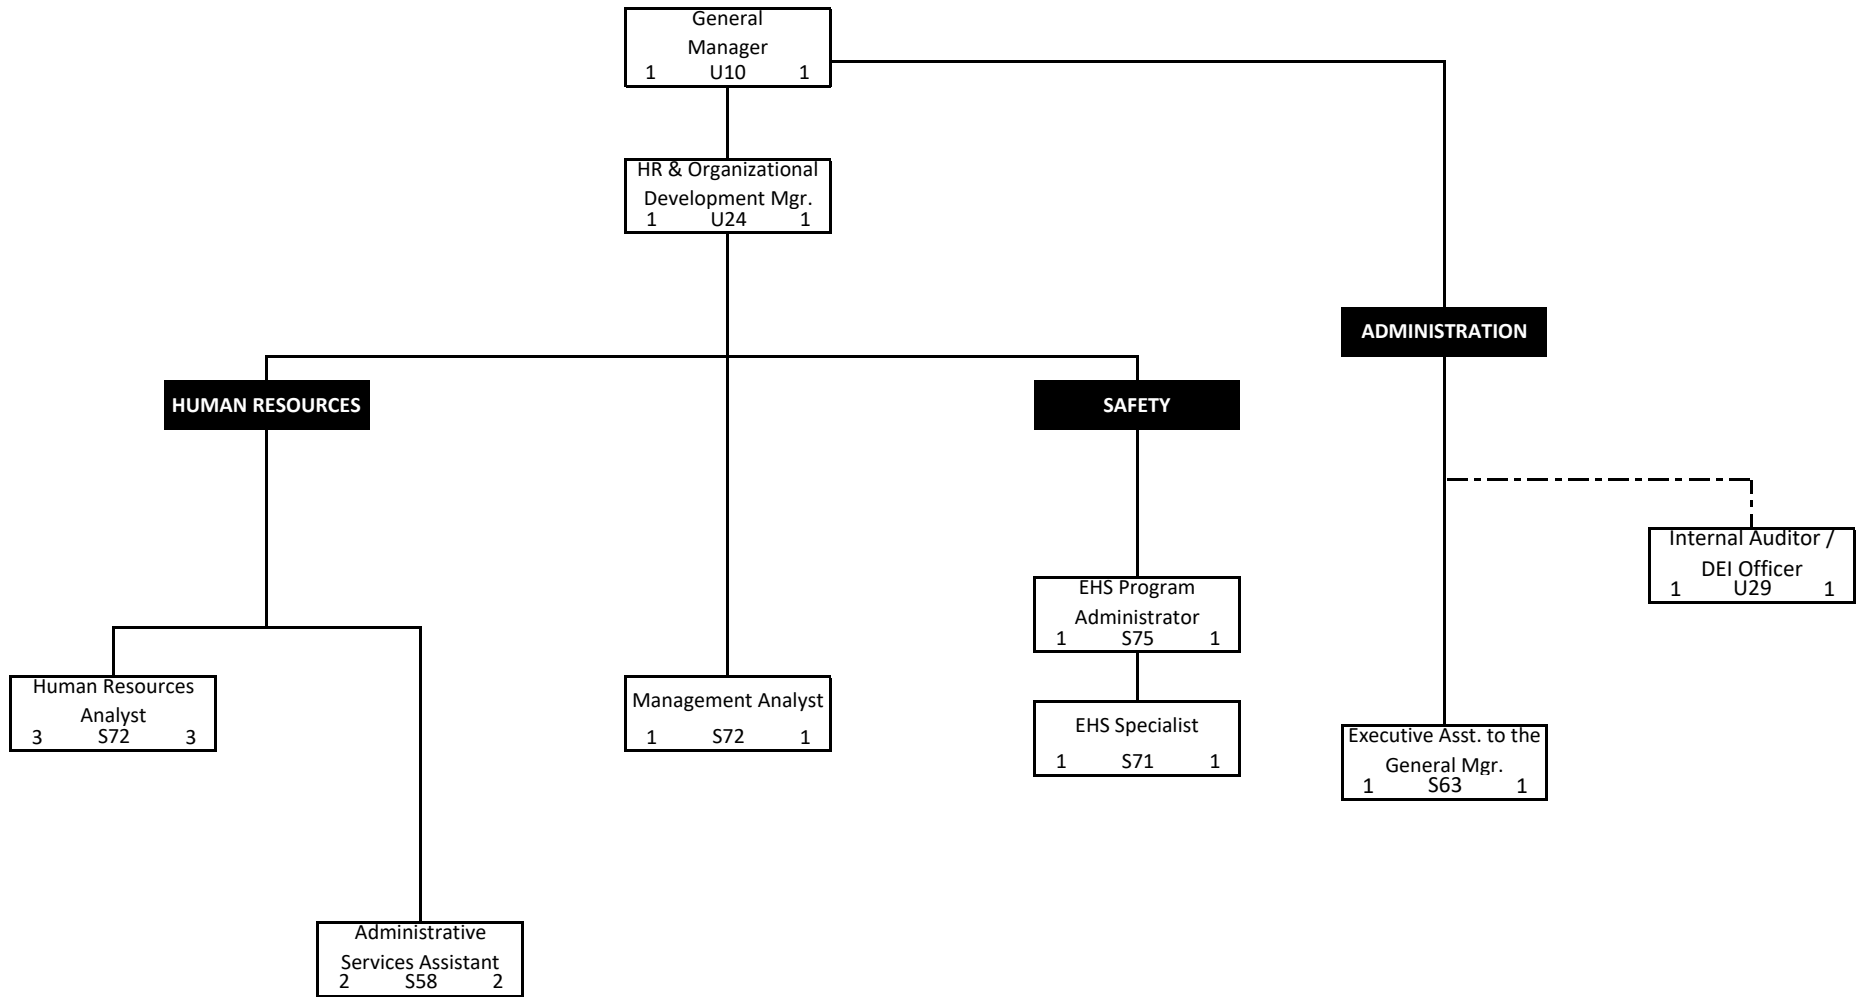 General
Manager
1 U10 1
HR & Organizational
Development Mgr.
1 U24 1
ADMINISTRATION
HUMAN RESOURCES
SAFETY
Internal Auditor /
DEI Officer
1 U29 1
EHS Program
Administrator
1 S75 1
Human Resources
Analyst
3 S72 3
Management Analyst
1 S72 1
EHS Specialist
1 S71 1
Executive Asst. to the
General Mgr.
1 S63 1
Administrative
Services Assistant
2 S58 2